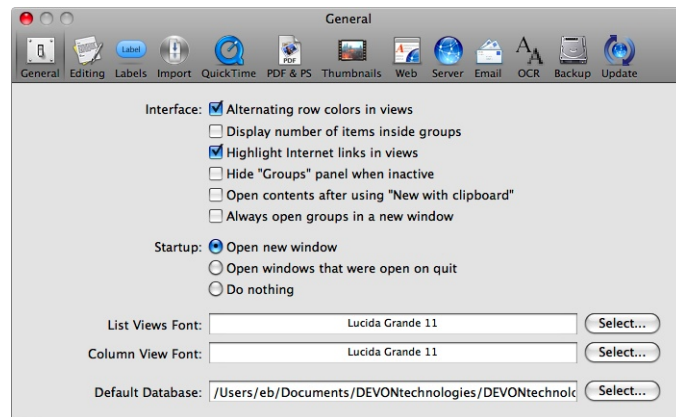 General
Label
PDF
General Editing Labels Import QuickTime PDF & PS Thumbnails Web Server Email OCR Backup Update
Interface: Alternating row colors in views
Display number of items inside groups
Highlight Internet links in views
Hide "Groups" panel when inactive
Open contents after using "New with clipboard"
Always open groups in a new window
Startup: Open new window
Open windows that were open on quit
Do nothing
List Views Font: Lucida Grande 11 Select...
Column View Font: Lucida Grande 11 Select...
Default Database: /Users/eb/Documents/DEVONtechnologies/DEVONtechnolo Select...